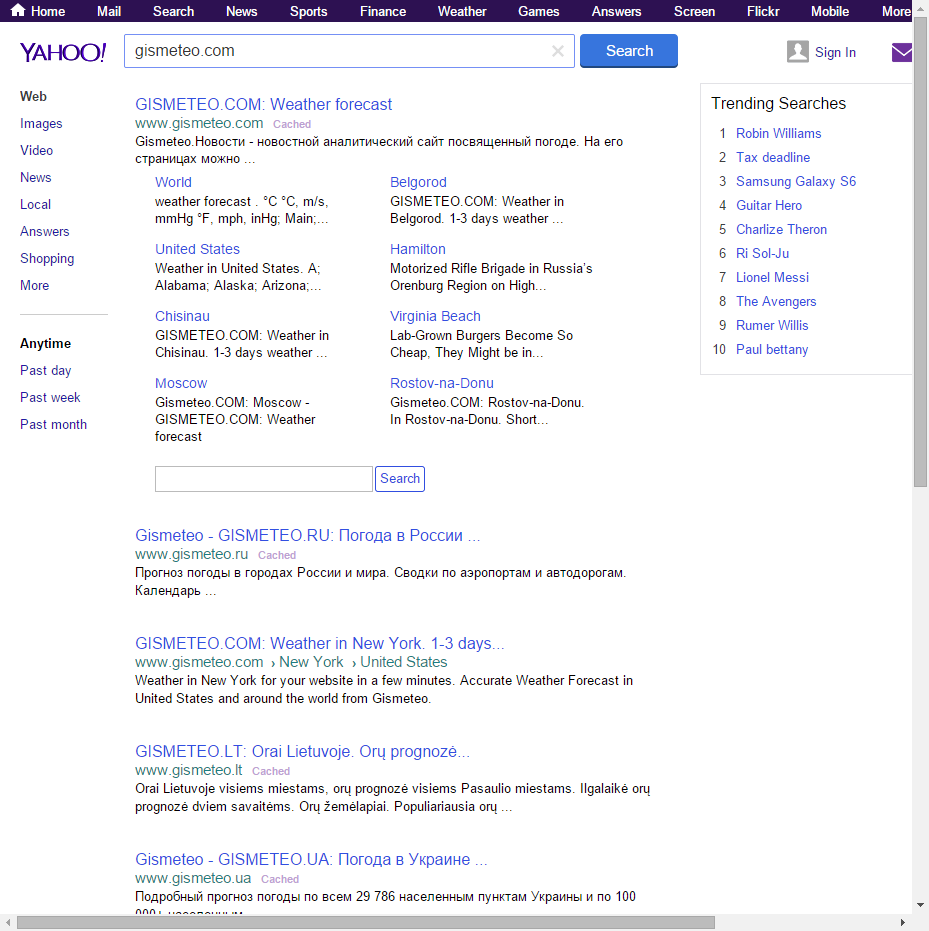 Home Mail Search News Sports Finance Weather Games Answers Screen Flickr Mobile More
YAHOO! gismeteo.com Search Sign In
Web
Images
Video
News
Local
Answers
Shopping
More
Anytime
Past day
Past week
Past month
GISMETEO.COM: Weather forecast
www.gismeteo.com Cached
Gismeteo.Новости - новостной аналитический сайт посвященный погоде. На его
страницах можно ...
World
weather forecast . °C °C, m/s,
mmHg °F, mph, inHg; Main;...
Belgorod
GISMETEO.COM: Weather in
Belgorod. 1-3 days weather ...
United States
Weather in United States. A;
Alabama; Alaska; Arizona;...
Hamilton
Motorized Rifle Brigade in Russia’s
Orenburg Region on High...
Chisinau
GISMETEO.COM: Weather in
Chisinau. 1-3 days weather ...
Virginia Beach
Lab-Grown Burgers Become So
Cheap, They Might be in...
Moscow
Gismeteo.COM: Moscow -
GISMETEO.COM: Weather
forecast
Rostov-na-Donu
Gismeteo.COM: Rostov-na-Donu.
In Rostov-na-Donu. Short...
Search
Gismeteo - GISMETEO.RU: Погода в России ...
www.gismeteo.ru Cached
Прогноз погоды в городах России и мира. Сводки по аэропортам и автодорогам.
Календарь ...
GISMETEO.COM: Weather in New York. 1-3 days...
www.gismeteo.com › New York › United States
Weather in New York for your website in a few minutes. Accurate Weather Forecast in
United States and around the world from Gismeteo.
GISMETEO.LT: Orai Lietuvoje. Orų prognozė...
www.gismeteo.lt Cached
Orai Lietuvoje visiems miestams, orų prognozė visiems Pasaulio miestams. Ilgalaikė orų
prognozė dviem savaitėms. Orų žemėlapiai. Populiariausia orų ...
Gismeteo - GISMETEO.UA: Погода в Украине ...
www.gismeteo.ua Cached
Подробный прогноз погоды по всем 29 786 населенным пунктам Украины и по 100
000+ населенным
Trending Searches
1 Robin Williams
2 Tax deadline
3 Samsung Galaxy S6
4 Guitar Hero
5 Charlize Theron
6 Ri Sol-Ju
7 Lionel Messi
8 The Avengers
9 Rumer Willis
10 Paul bettany